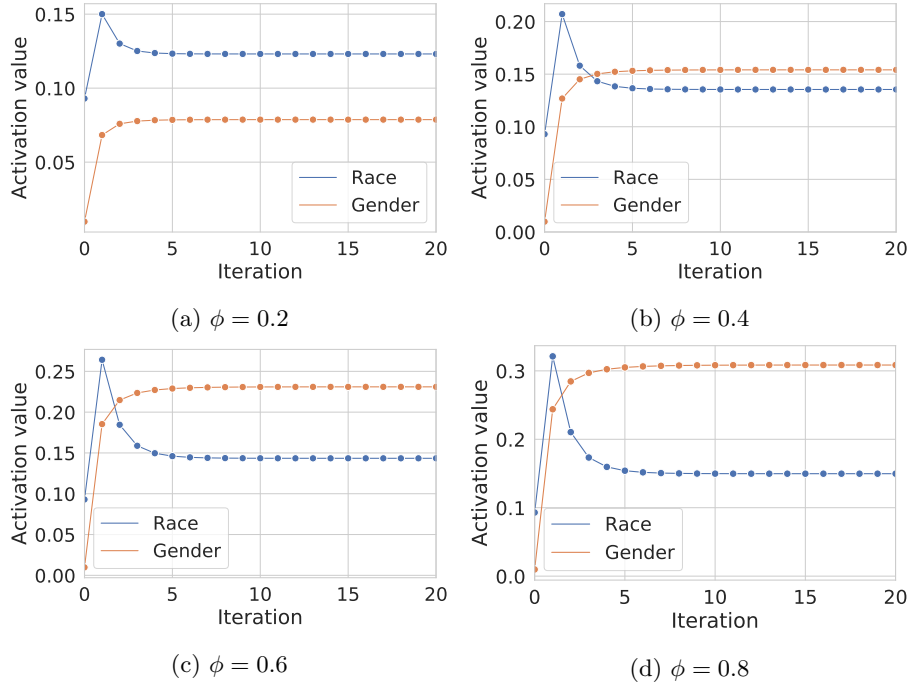 0.15
0.10
0.05
Activation value
Race
Gender
0 5 10 15 20
Iteration
(a) ϕ = 0.2
0.20
0.15
0.10
0.05
0.00
Activation value
Race
Gender
0 5 10 15 20
Iteration
(b) ϕ = 0.4
0.25
0.20
0.15
0.10
0.05
0.00
Activation value
Race
Gender
0 5 10 15 20
Iteration
(c) ϕ = 0.6
0.3
0.2
0.1
0.0
Activation value
Race
Gender
0 5 10 15 20
Iteration
(d) ϕ = 0.8